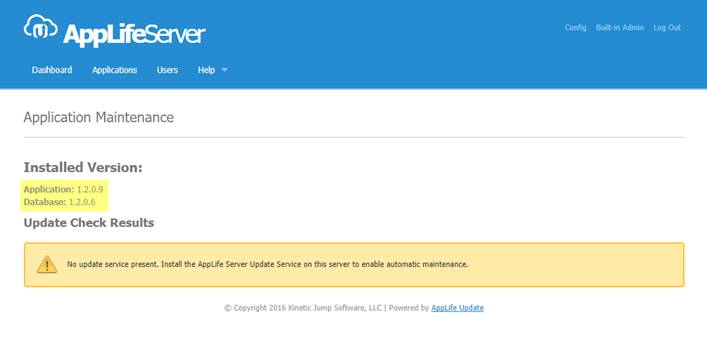 AppLifeServer
Config Built-in Admin Log Out
Dashboard Applications Users Help
Application Maintenance
Installed Version:
Application: 1.2.0.9
Database: 1.2.0.6
Update Check Results
No update service present. Install the AppLife Server Update Service on this server to enable automatic maintenance.
© Copyright 2016 Kinetic Jump Software, LLC | Powered by AppLife Update